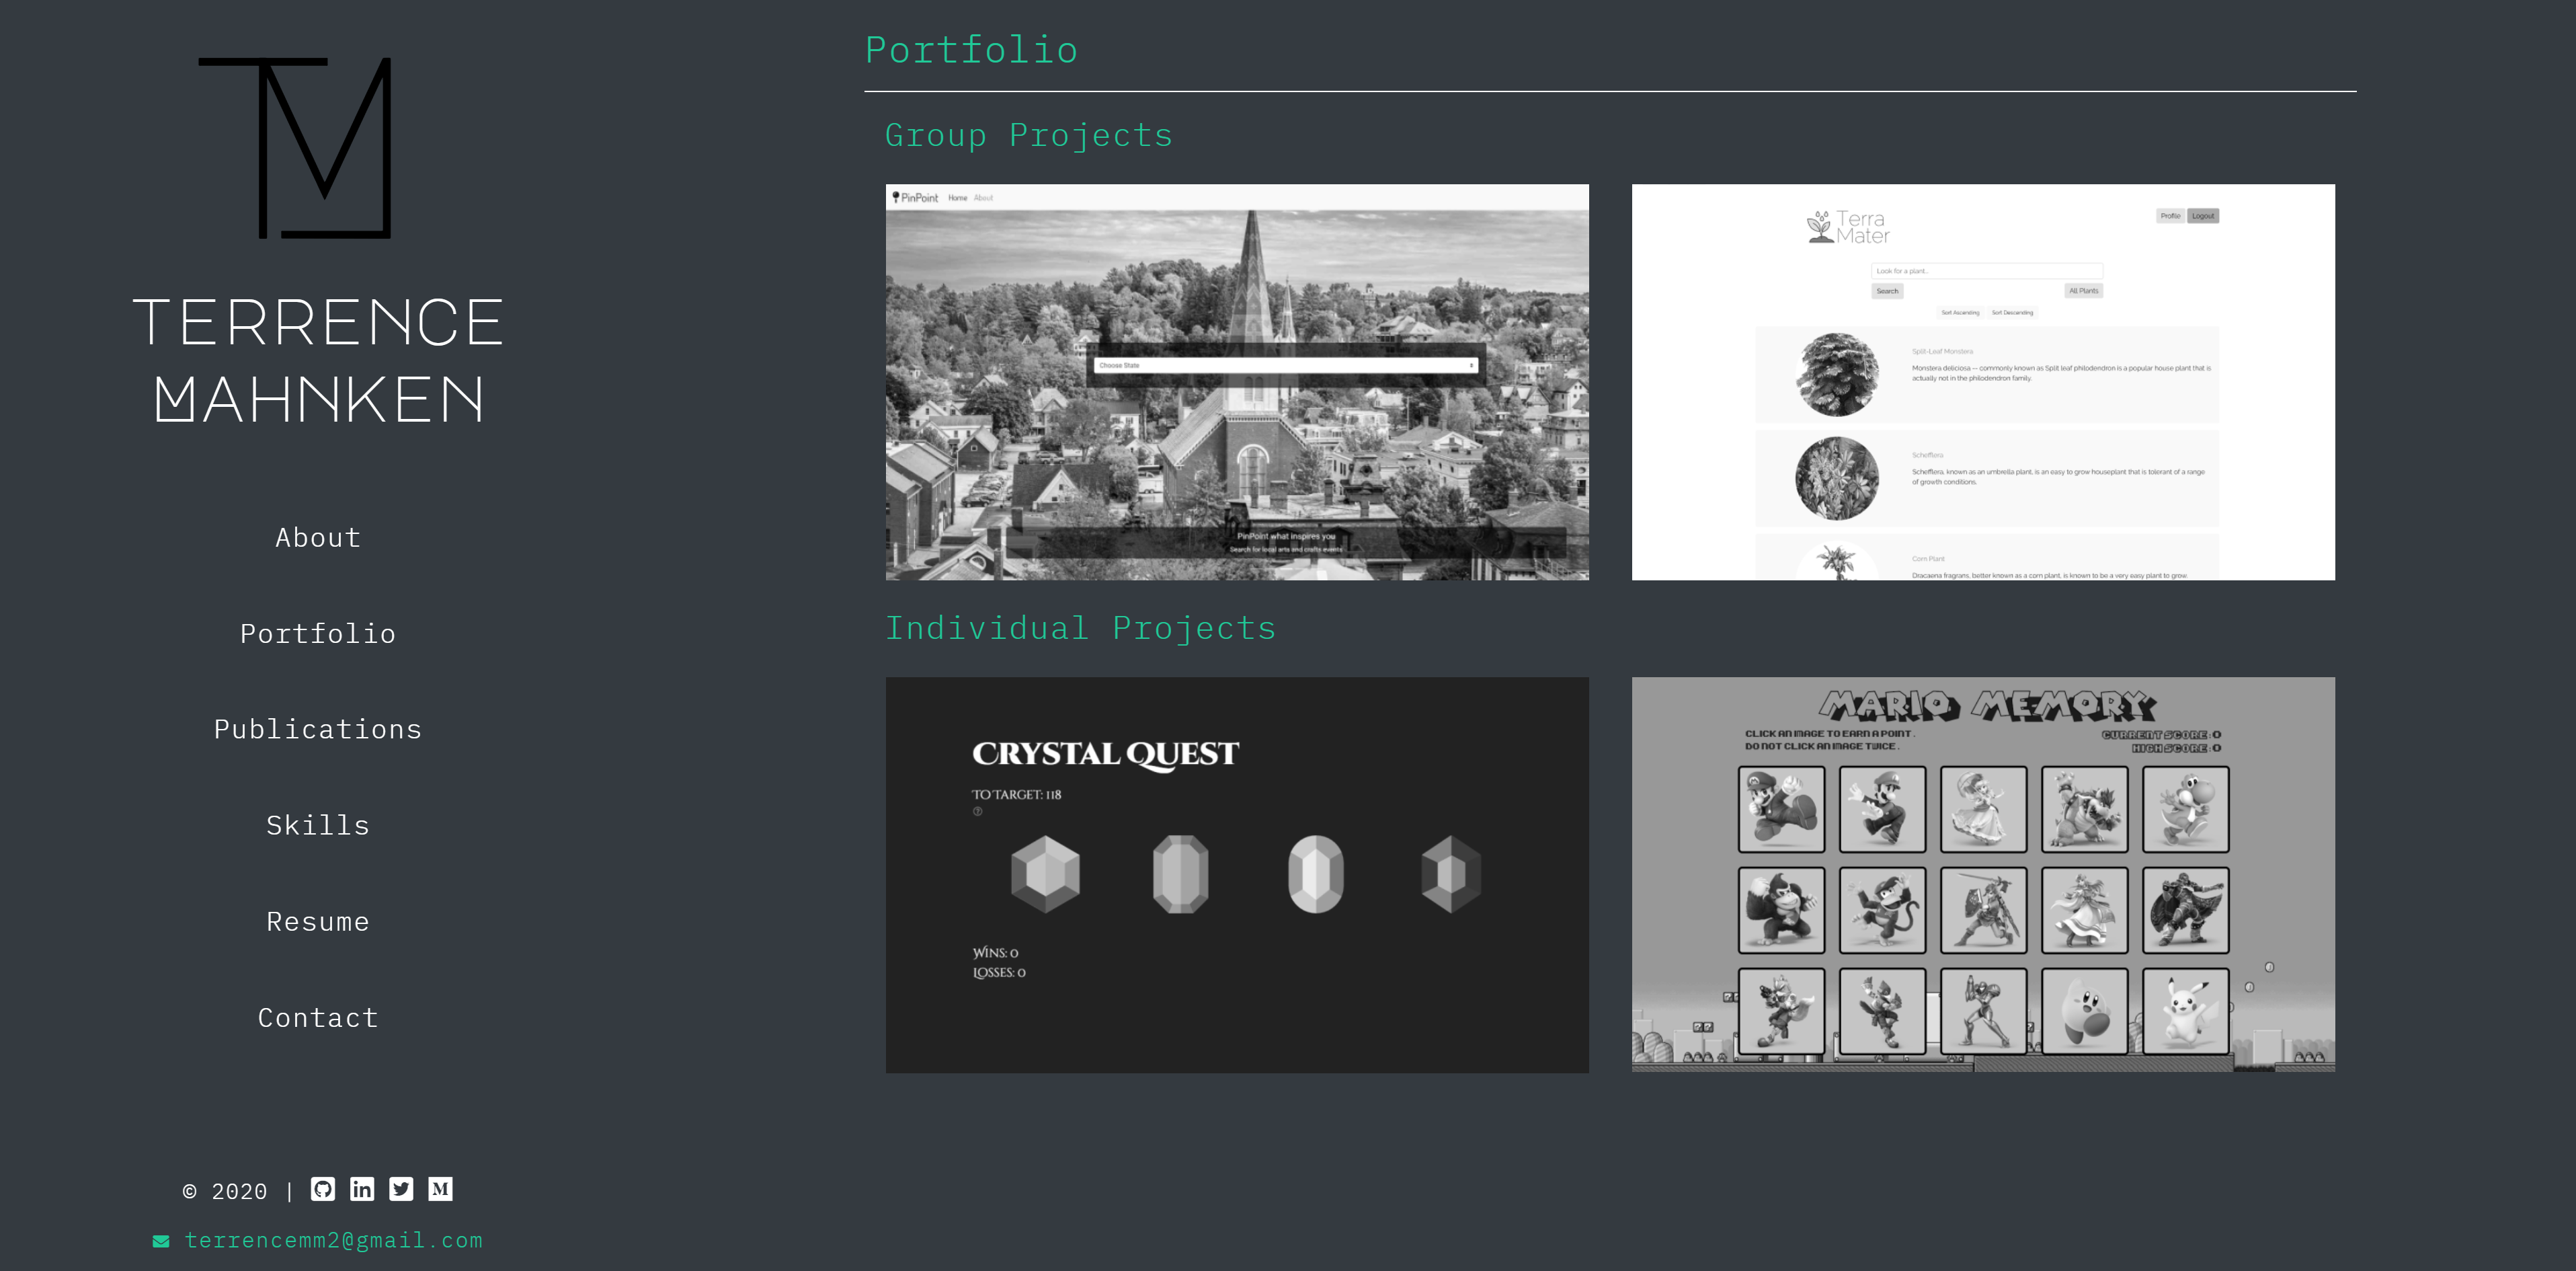 TM
TERRENCE
MAHNKEN
About
Portfolio
Publications
Skills
Resume
Contact
© 2020 |
terrencemm2@gmail.com
Portfolio
Group Projects
PinPoint Home About
Choose State
PinPoint what inspires you
Search for local arts and crafts events
Terra
Mater
Profile Logout
Look for a plant...
Search All Plants
Sort Ascending Sort Descending
Split-Leaf Monstera
Monstera deliciosa -- commonly known as Split leaf philodendron is a popular house plant that is
actually not in the philodendron family.
Schefflera
Schefflera, known as an umbrella plant, is an easy to grow houseplant that is tolerant of a range
of growth conditions.
Corn Plant
Dracaena fragrans, better known as a corn plant, is known to be a very easy plant to grow
Individual Projects
CRYSTAL QUEST
TO TARGET: 118
WINS: 0
LOSSES: 0
MARIO MEMORY
CLICK AN IMAGE TO EARN A POINT.
DO NOT CLICK AN IMAGE TWICE.
CURRENT SCORE: 0
HIGH SCORE: 0